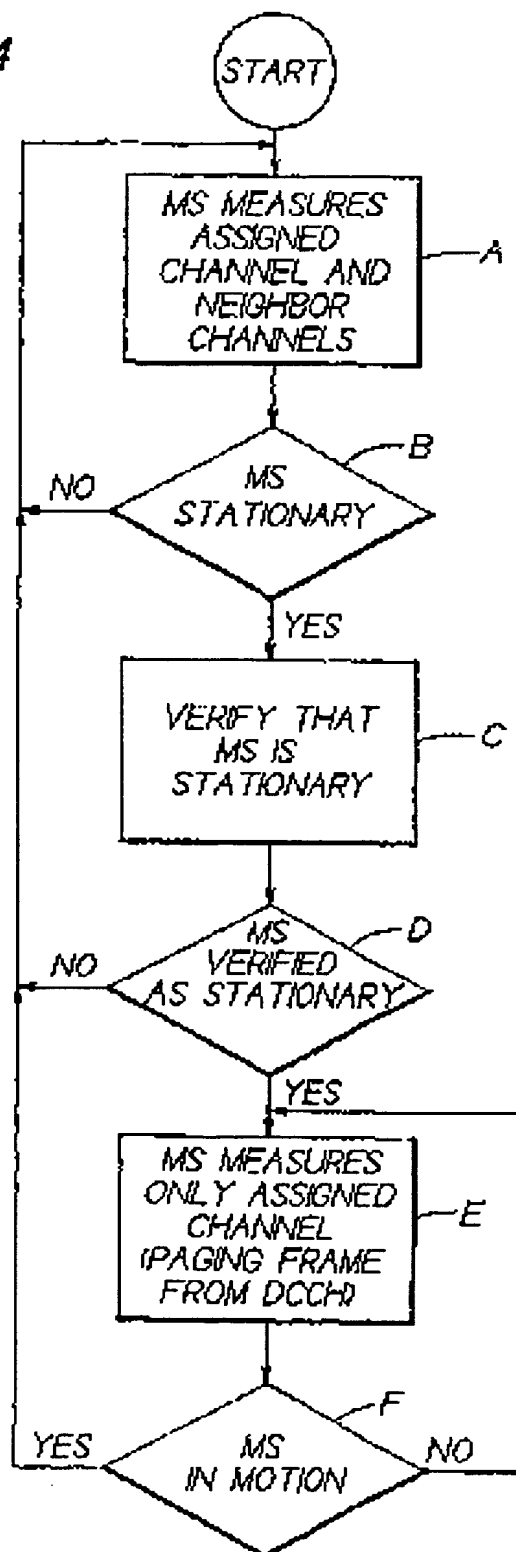 4
START
MS MEASURES
ASSIGNED
CHANNEL AND
NEIGHBOR
CHANNELS
A
MS
STATIONARY
B
NO
YES
VERIFY THAT
MS IS
STATIONARY
C
MS
VERIFIED
AS STATIONARY
D
NO
YES
MS MEASURES
ONLY ASSIGNED
CHANNEL
(PAGING FRAME
FROM DCCH)
E
MS
IN MOTION
F
YES
NO